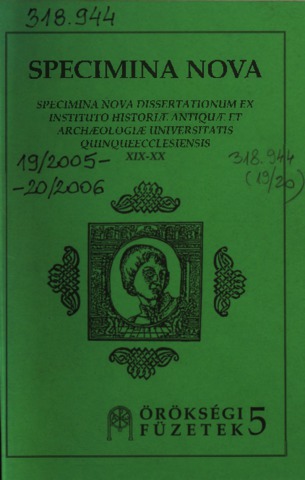 318.944
SPECIMINA NOVA
SPECIMINA NOVA DISSERTATIONUM EX
INSTITUTO HISTORIÆ ANTIQUÆ ET
ARCHÆOLOGIÆ UNIVERSITATIS
QUINQUEECCLESIENSIS
XIX-XX
19/2005-
-20/2006
318.944
(19/20)
ÖRÖKSÉGI
FÜZETEK 5